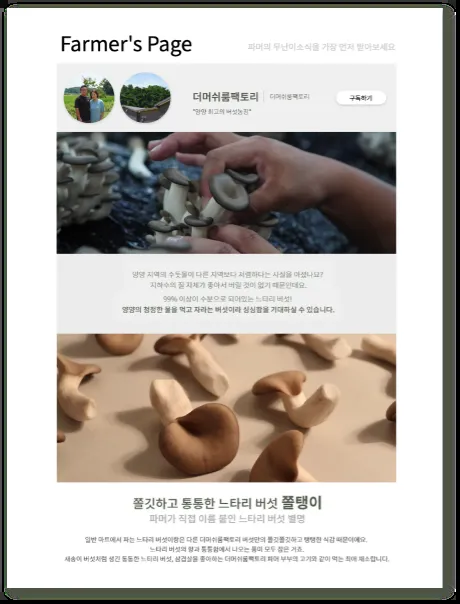 Farmer's Page
파머의 무난이소식을 가장 먼저 받아보세요
더머쉬룸팩토리 더머쉬룸팩토리
구독하기
"양양 최고의 버섯농장"
양양 지역의 수돗물이 다른 지역보다 저렴하다는 사실을 아셨나요?
지하수의 질 자체가 좋아서 버릴 것이 없기 때문인데요.
99% 이상이 수분으로 되어있는 느타리 버섯!
양양의 청정한 물을 먹고 자라는 버섯이라 싱싱함을 기대하실 수 있습니다.
쫄깃하고 통통한 느타리 버섯 쫄탱이
파머가 직접 이름 붙인 느타리 버섯 별명
일반 마트에서 파는 느타리 버섯이랑은 다른 더머쉬룸팩토리 버섯만의 쫄깃쫄깃하고 탱탱한 식감 때문이에요.
느타리 버섯의 향과 통통함에서 나오는 풍미 모두 잡은 거죠.
새송이 버섯처럼 생긴 통통한 느타리 버섯, 삼겹살을 좋아하는 더머쉬룸팩토리 파머 부부의 고기와 같이 먹는 최애 채소랍니다.